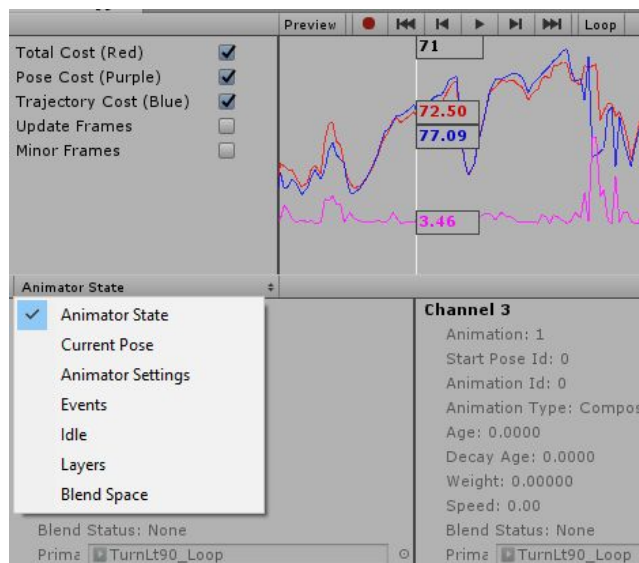 Preview Loop
Total Cost (Red)
Pose Cost (Purple)
Trajectory Cost (Blue)
Update Frames
Minor Frames
71
72.50
77.09
3.46
Animator State
Animator State
Current Pose
Animator Settings
Events
Idle
Layers
Blend Space
Blend Status: None
Prima TurnLt90_Loop
Channel 3
Animation: 1
Start Pose Id: 0
Animation Id: 0
Animation Type: Compos
Age: 0.0000
Decay Age: 0.0000
Weight: 0.00000
Speed: 0.00
Blend Status: None
Prima TurnLt90_Loop